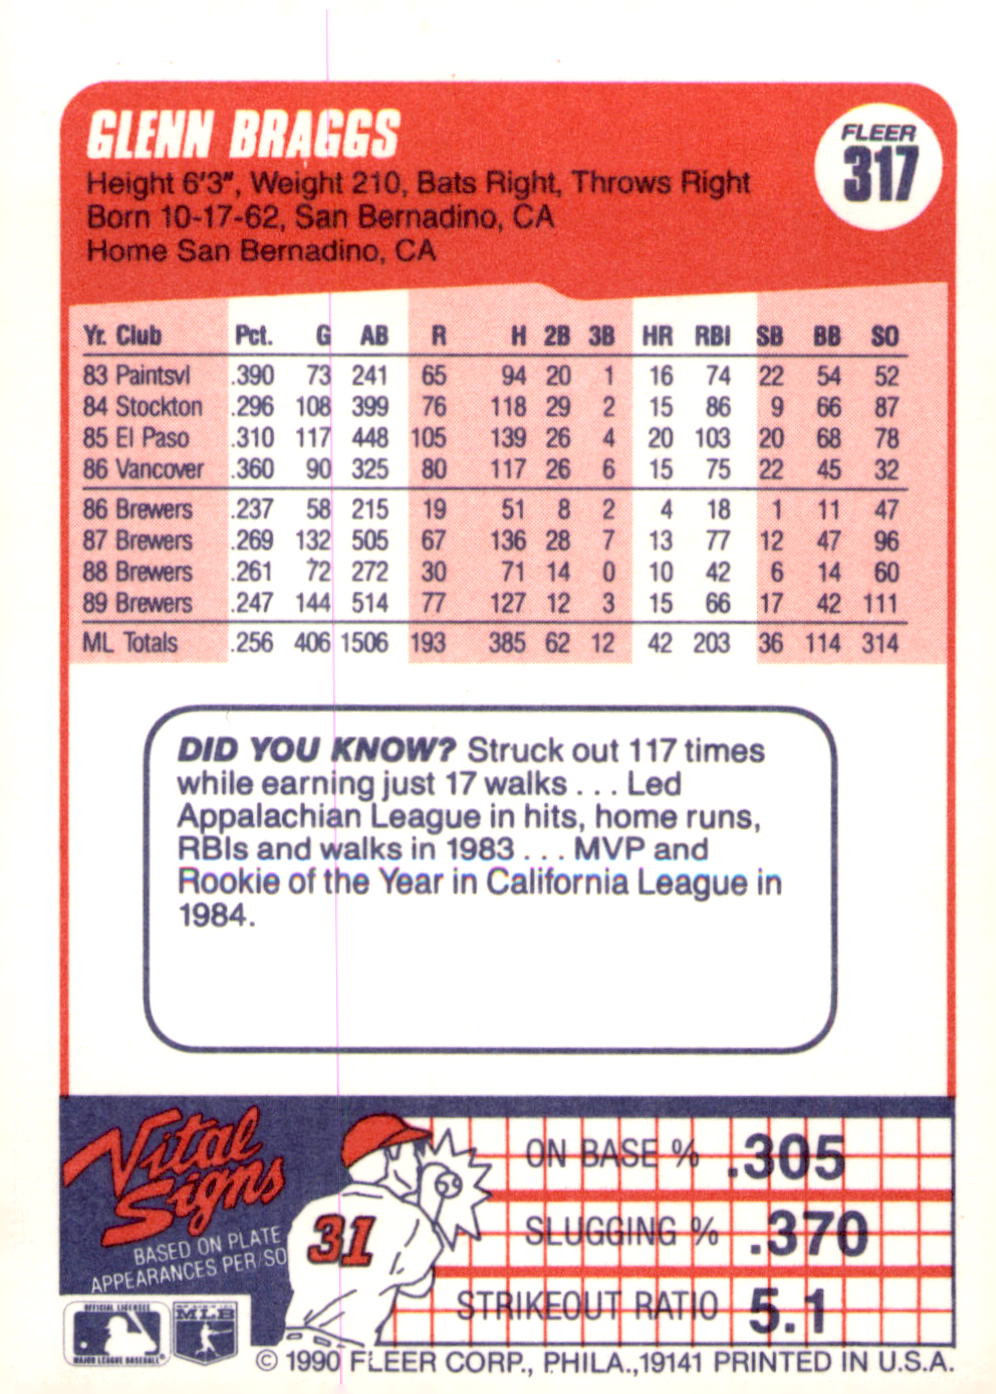 GLENN BRAGGS
FLEER
317
Height 6'3", Weight 210, Bats Right, Throws Right
Born 10-17-62, San Bernadino, CA
Home San Bernadino, CA
Yr. Club Pct. G AB R H 2B 3B HR RBI SB BB SO
83 Paintsvl .390 73 241 65 94 20 1 16 74 22 54 52
84 Stockton .296 108 399 76 118 29 2 15 86 9 66 87
85 El Paso .310 117 448 105 139 26 4 20 103 20 68 78
86 Vancover .360 90 325 80 117 26 6 15 75 22 45 32
86 Brewers .237 58 215 19 51 8 2 4 18 1 11 47
87 Brewers .269 132 505 67 136 28 7 13 77 12 47 96
88 Brewers .261 72 272 30 71 14 0 10 42 6 14 60
89 Brewers .247 144 514 77 127 12 3 15 66 17 42 111
ML Totals .256 406 1506 193 385 62 12 42 203 36 114 314
DID YOU KNOW? Struck out 117 times
while earning just 17 walks . . . Led
Appalachian League in hits, home runs,
RBIs and walks in 1983 . . . MVP and
Rookie of the Year in California League in
1984.
Vital
Signs
BASED ON PLATE
APPEARANCES PER/SO
31
ON BASE % .305
SLUGGING % .370
STRIKEOUT RATIO 5.1
OFFICIAL LICENSEE
MAJOR LEAGUE BASEBALL
MLB
© 1990 FLEER CORP., PHILA.,19141 PRINTED IN U.S.A.